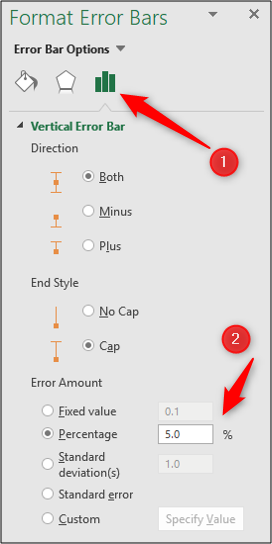 Format Error Bars
Error Bar Options
1
Vertical Error Bar
Direction
Both
Minus
Plus
End Style
No Cap
Cap
2
Error Amount
Fixed value 0.1
Percentage 5.0 %
Standard
deviation(s) 1.0
Standard error
Custom Specify Value